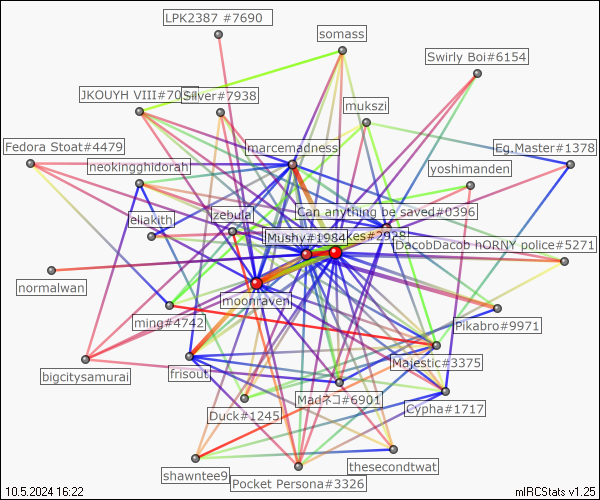 LPK2387 #7690
somass
Swirly Boi#6154
JKOUYH VIII#70
Silver#7938
mukszi
Fedora Stoat#4479
marcemadness
Eg.Master#1378
neokingghidorah
yoshimanden
eliakith
zebula
Can anything be saved#0396
Mushy#1984
kes#2928
DacobDacob hORNY police#5271
normalwan
moonraven
ming#4742
Pikabro#9971
bigcitysamurai
frisout
Majestic#3375
Madネコ#6901
Duck#1245
Cypha#1717
shawntee9
thesecondtwat
Pocket Persona#3326
10.5.2024 16:22
mIRCStats v1.25